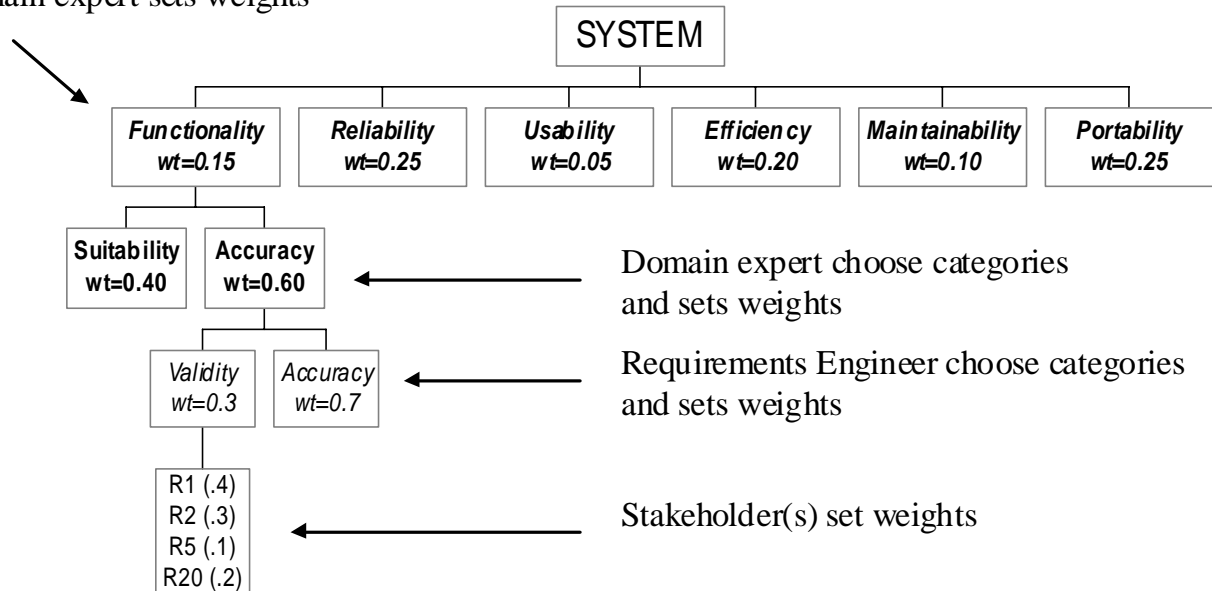 sets weights
SYSTEM
Functionality
wt=0.15
Reliability
wt=0.25
Usability
wt=0.05
Efficiency
wt=0.20
Maintainability
wt=0.10
Portability
wt=0.25
Suitability
wt=0.40
Accuracy
wt=0.60
Domain expert choose categories
and sets weights
Validity
wt=0.3
Accuracy
wt=0.7
Requirements Engineer choose categories
and sets weights
R1 (.4)
R2 (.3)
R5 (.1)
R20 (.2)
Stakeholder(s) set weights